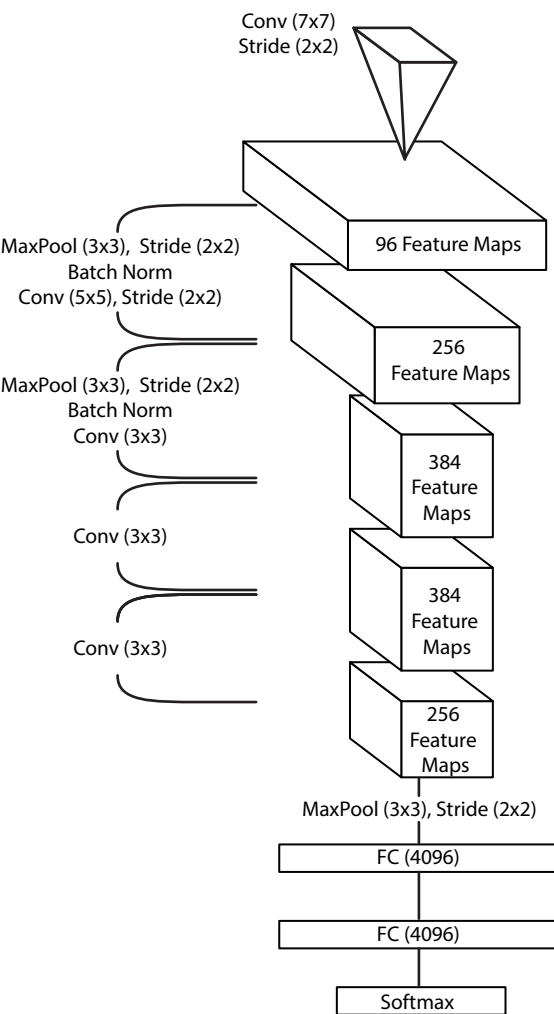 Conv (7x7)
Stride (2x2)
96 Feature Maps
MaxPool (3x3), Stride (2x2)
Batch Norm
Conv (5x5), Stride (2x2)
256
Feature Maps
MaxPool (3x3), Stride (2x2)
Batch Norm
Conv (3x3)
384
Feature
Maps
Conv (3x3)
384
Feature
Maps
Conv (3x3)
256
Feature
Maps
MaxPool (3x3), Stride (2x2)
FC (4096)
FC (4096)
Softmax